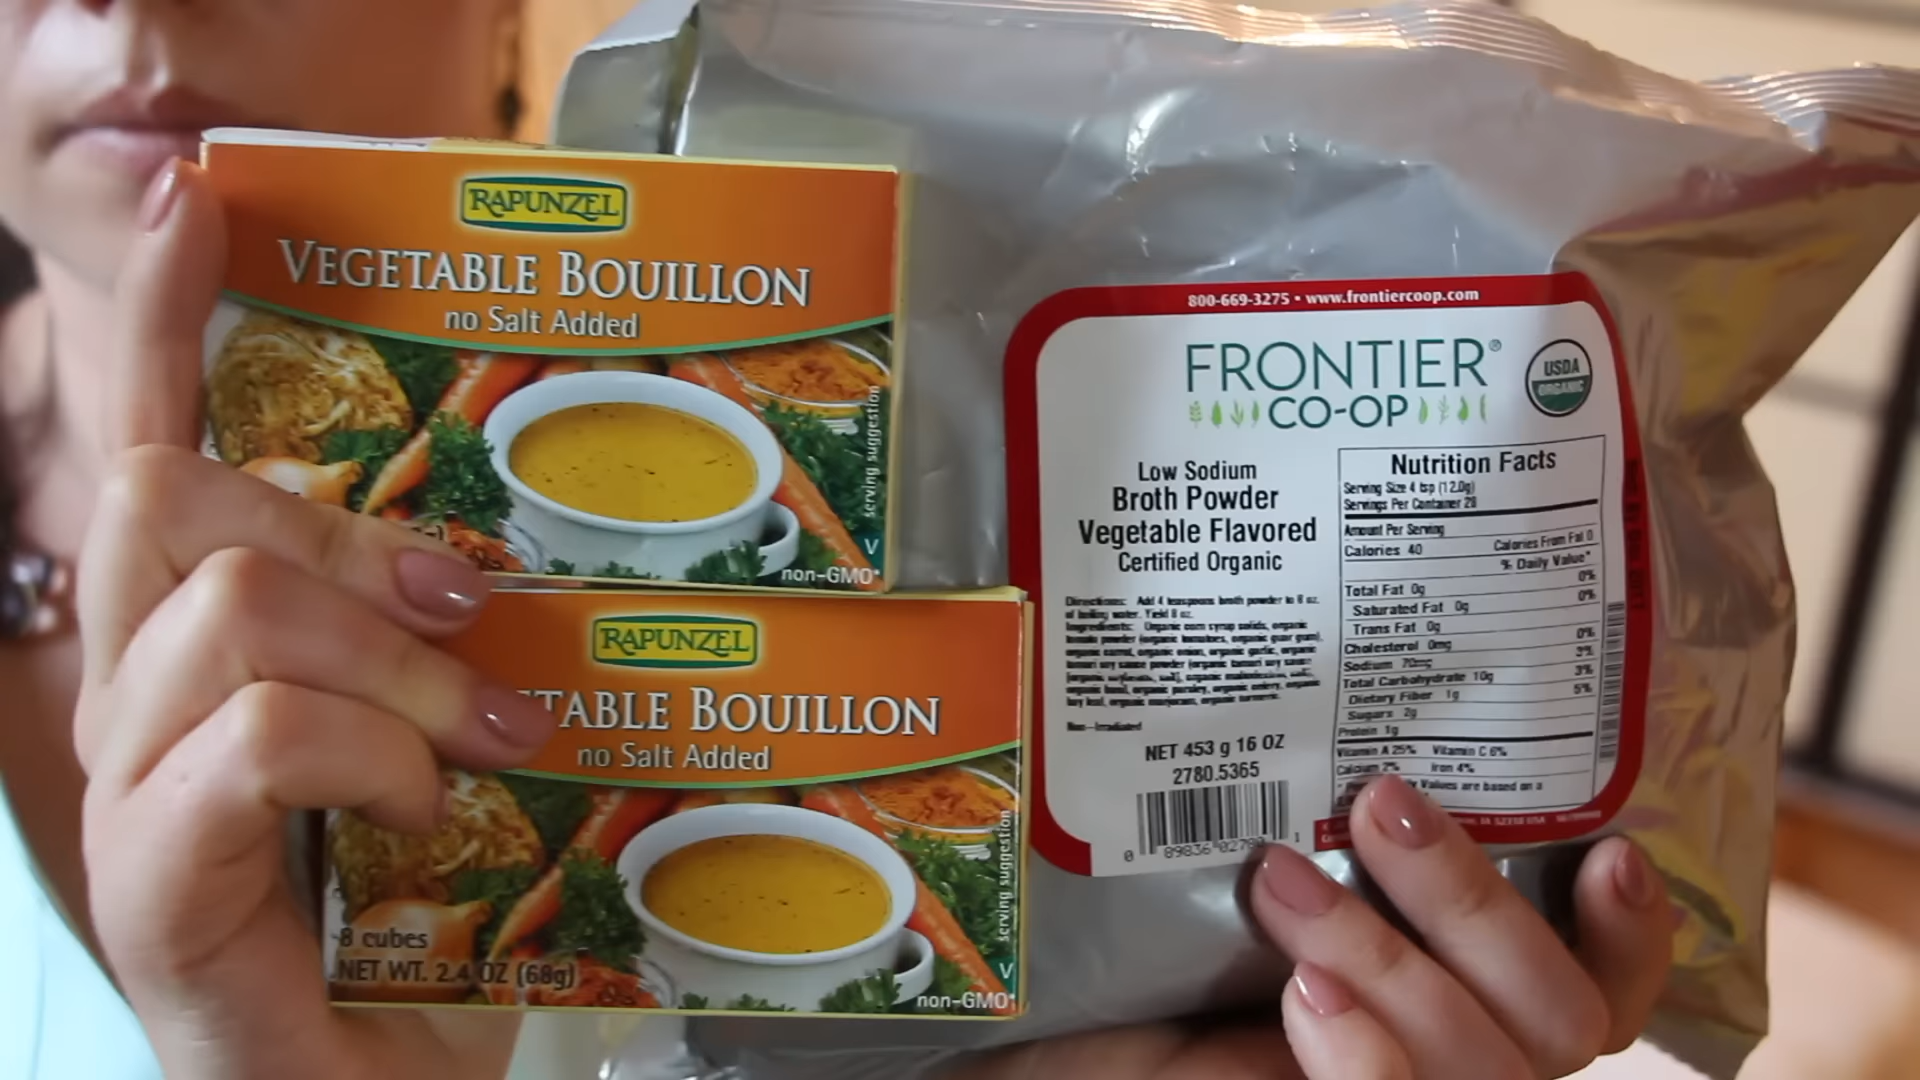 RAPUNZEL
VEGETABLE BOUILLON
no Salt Added
serving suggestion
V
non-GMO*
RAPUNZEL
TABLE BOUILLON
no Salt Added
serving suggestion
8 cubes
NET WT. 2.4 OZ (68g)
V
non-GMO*
800-669-3275 • www.frontiercoop.com
FRONTIER®
CO-OP
USDA
ORGANIC
Low Sodium
Broth Powder
Vegetable Flavored
Certified Organic
Directions: Add 4 teaspoons broth powder to 8 oz.
of boiling water. Yield 8 oz.
Ingredients: Organic corn syrup solids, organic
tomato powder (organic tomatoes, organic guar gum),
organic carrot, organic onion, organic garlic, organic
tamari soy sauce powder (organic tamari soy sauce
(organic soybeans, salt), organic maltodextrin, salt),
organic basil, organic parsley, organic celery, organic
bay leaf, organic marjoram, organic turmeric.
Non-Irradiated
NET 453 g 16 OZ
2780.5365
0 89836 0278 1
Nutrition Facts
Serving Size 4 tsp (12.0g)
Servings Per Container 28
Amount Per Serving
Calories 40 Calories From Fat 0
% Daily Value*
Total Fat 0g 0%
Saturated Fat 0g 0%
Trans Fat 0g
Cholesterol 0mg 0%
Sodium 70mg 3%
Total Carbohydrate 10g 3%
Dietary Fiber 1g 5%
Sugars 2g
Protein 1g
Vitamin A 25% Vitamin C 6%
Calcium 2% Iron 4%
Values are based on a